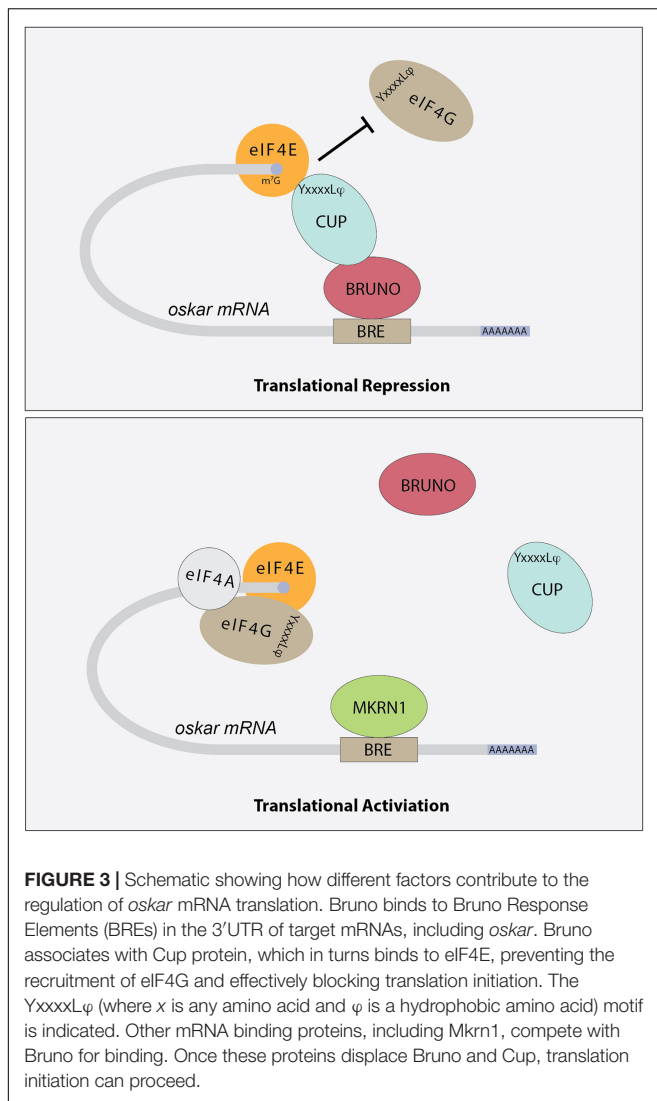 YxxxxLφ
eIF4G
eIF4E
m⁷G
YxxxxLφ
CUP
BRUNO
oskar mRNA
BRE
AAAAAAA
Translational Repression
BRUNO
YxxxxLφ
CUP
eIF4A
eIF4E
eIF4G
YxxxxLφ
MKRN1
oskar mRNA
BRE
AAAAAAA
Translational Activiation
FIGURE 3 | Schematic showing how different factors contribute to the
regulation of oskar mRNA translation. Bruno binds to Bruno Response
Elements (BREs) in the 3′UTR of target mRNAs, including oskar. Bruno
associates with Cup protein, which in turns binds to eIF4E, preventing the
recruitment of eIF4G and effectively blocking translation initiation. The
YxxxxLφ (where x is any amino acid and φ is a hydrophobic amino acid) motif
is indicated. Other mRNA binding proteins, including Mkrn1, compete with
Bruno for binding. Once these proteins displace Bruno and Cup, translation
initiation can proceed.